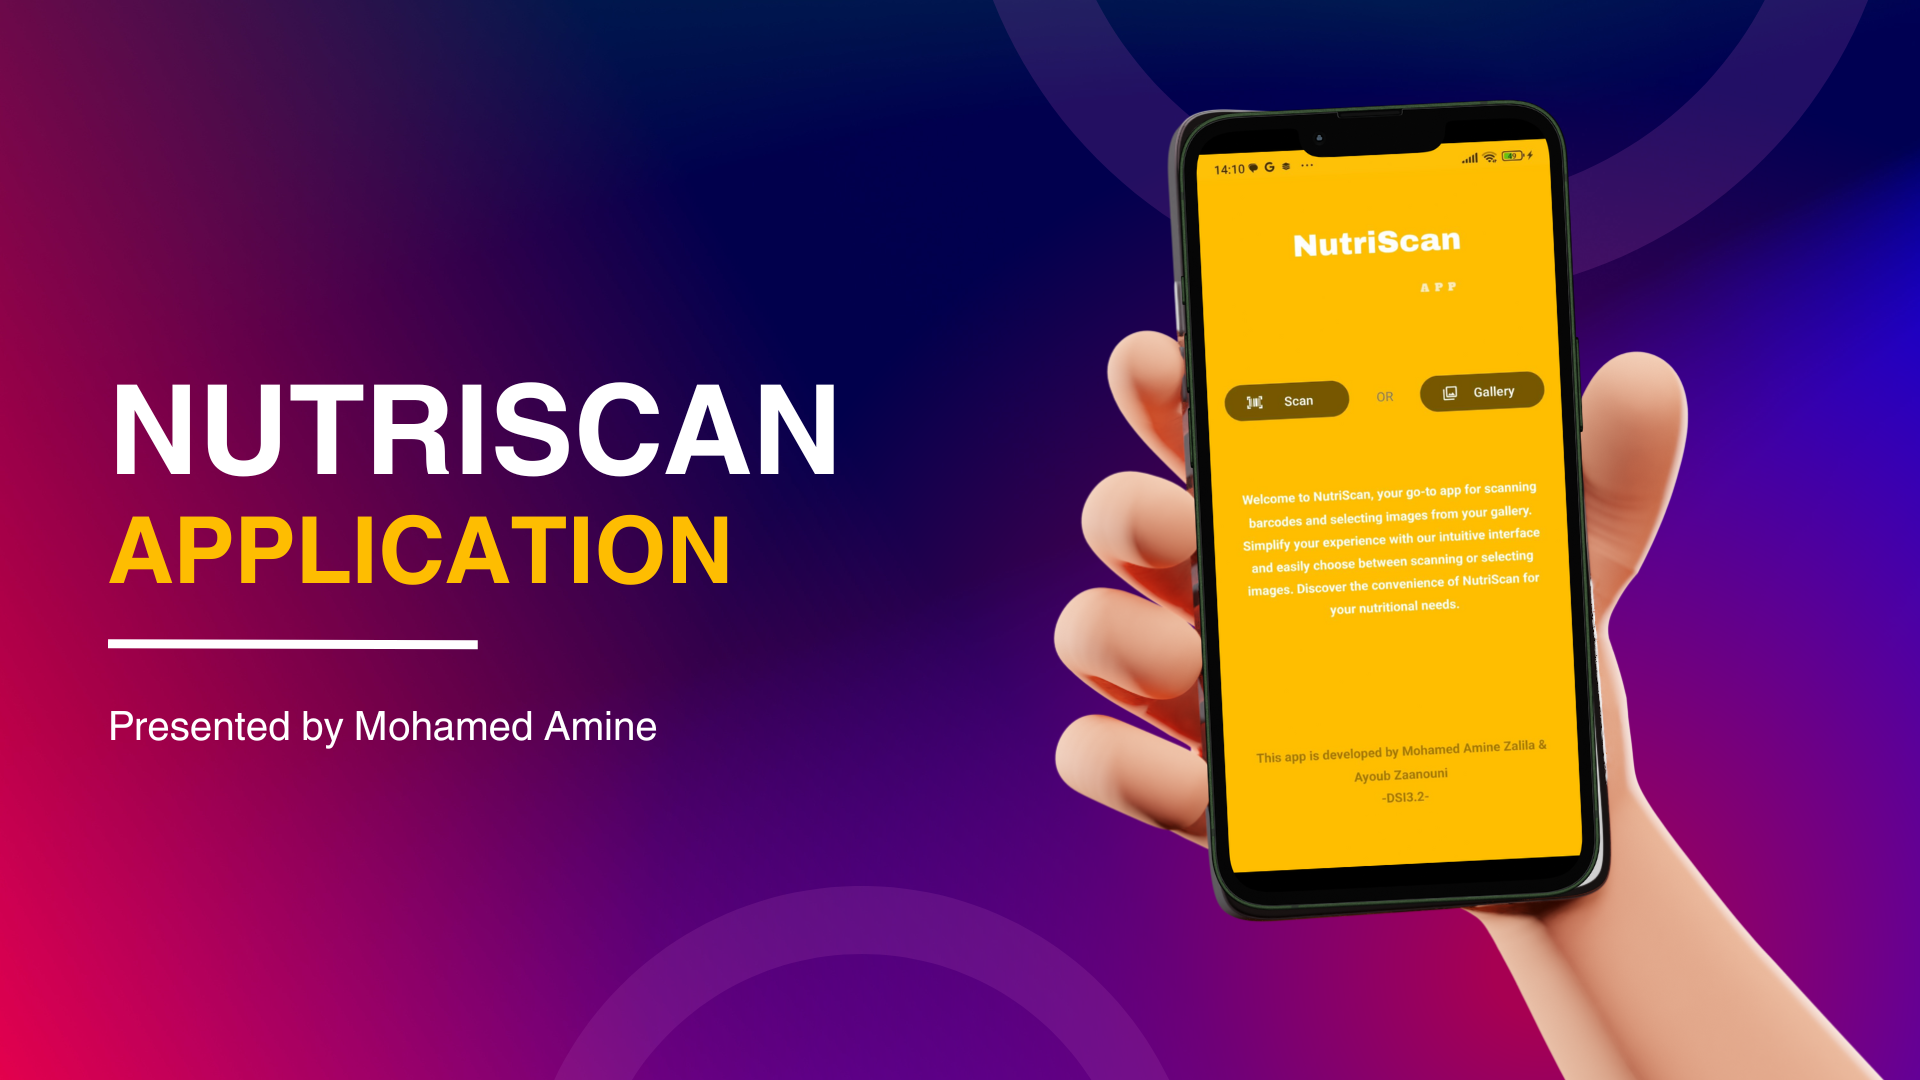 NUTRISCAN
APPLICATION
Presented by Mohamed Amine
14:10
49
NutriScan
APP
Scan
OR
Gallery
Welcome to NutriScan, your go-to app for scanning
barcodes and selecting images from your gallery.
Simplify your experience with our intuitive interface
and easily choose between scanning or selecting
images. Discover the convenience of NutriScan for
your nutritional needs.
This app is developed by Mohamed Amine Zalila &
Ayoub Zaanouni
-DSI3.2-